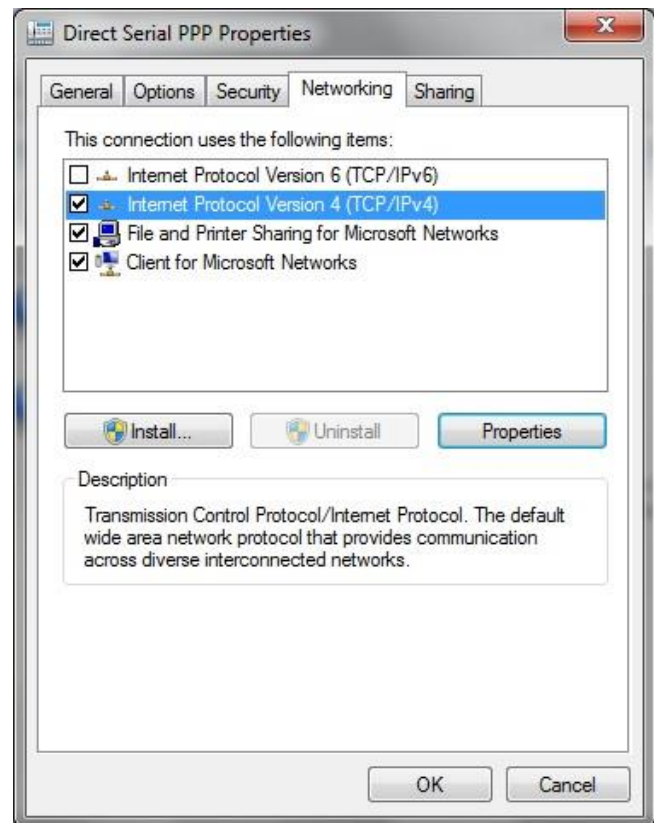 Direct Serial PPP Properties
General Options Security Networking Sharing
This connection uses the following items:
Internet Protocol Version 6 (TCP/IPv6)
Internet Protocol Version 4 (TCP/IPv4)
File and Printer Sharing for Microsoft Networks
Client for Microsoft Networks
Install... Uninstall Properties
Description
Transmission Control Protocol/Internet Protocol. The default
wide area network protocol that provides communication
across diverse interconnected networks.
OK Cancel